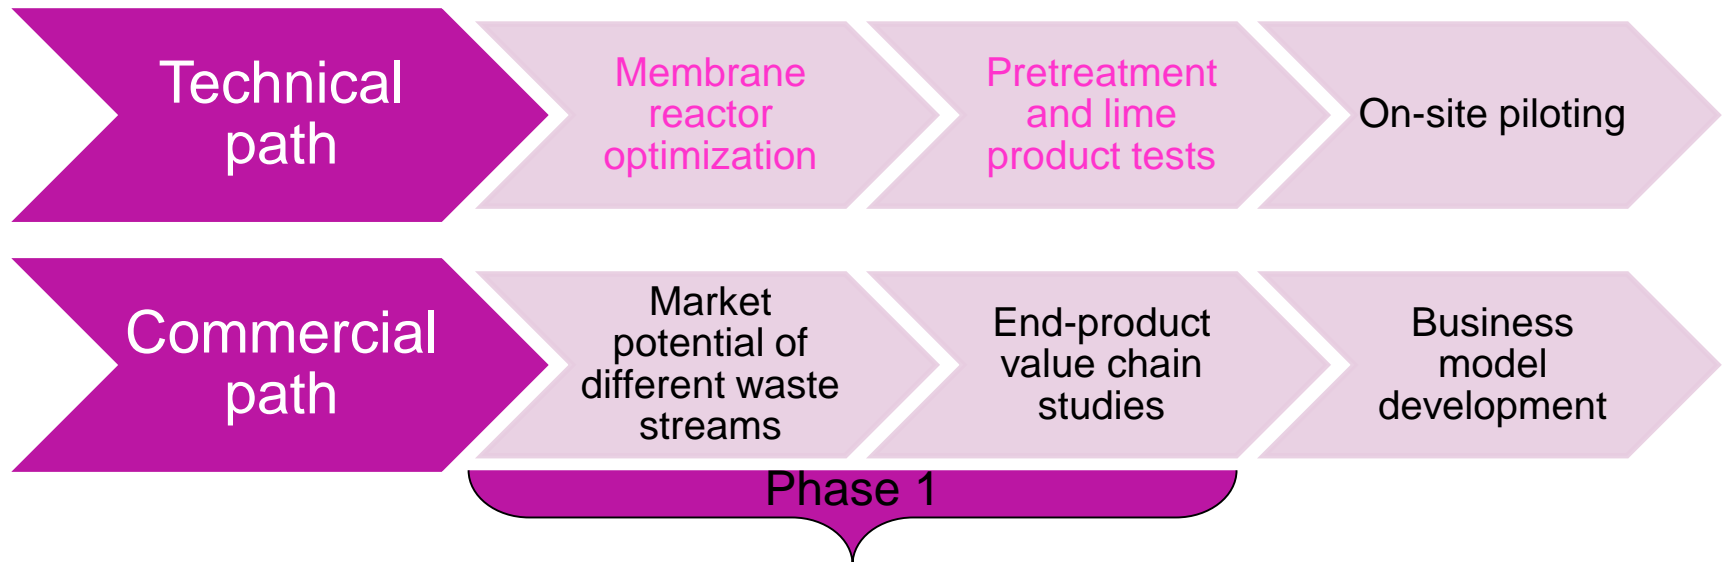 Technical
path
Membrane
reactor
optimization
Pretreatment
and lime
product tests
On-site piloting
Commercial
path
Market
potential of
different waste
streams
End-product
value chain
studies
Business
model
development
Phase 1